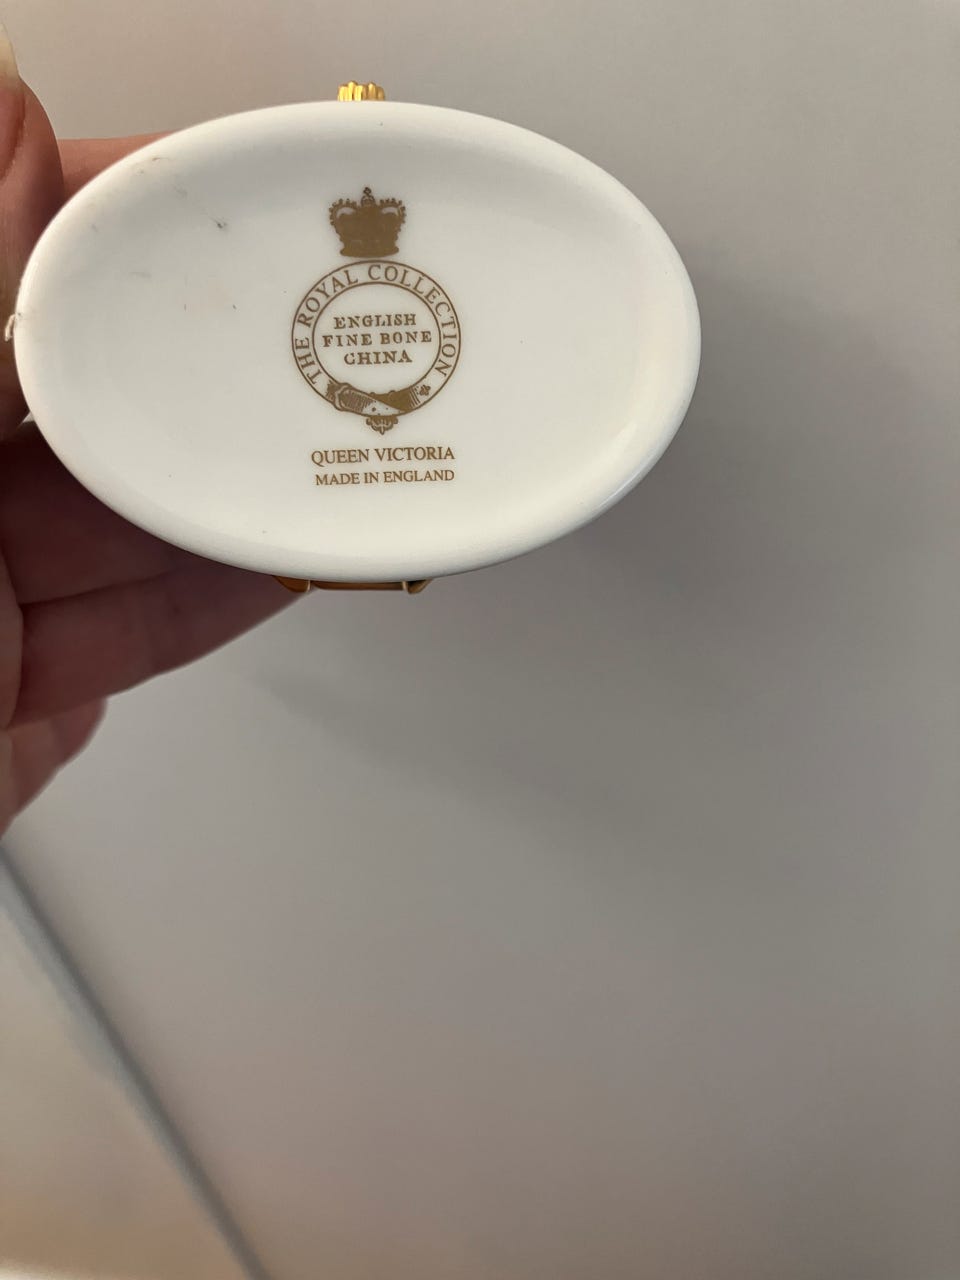 THE ROYAL COLLECTION
ENGLISH
FINE BONE
CHINA
QUEEN VICTORIA
MADE IN ENGLAND